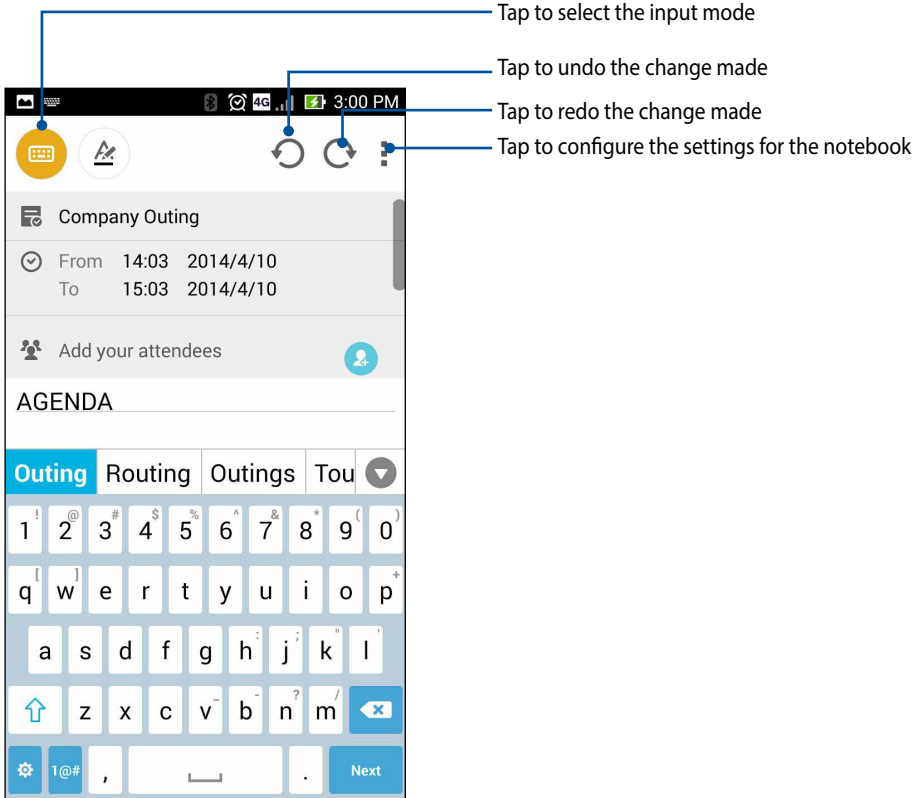 Tap to select the input mode
Tap to undo the change made
Tap to redo the change made
Tap to configure the settings for the notebook
4G 3:00 PM
Company Outing
From 14:03 2014/4/10
To 15:03 2014/4/10
Add your attendees
AGENDA
Outing Routing Outings Tou
1 ! 2 @ 3 # 4 $ 5 % 6 ^ 7 & 8 * 9 ( 0 )
q [ w ] e r t y u i o p +
a s d f g h : j ; k " l '
z x c v _ b - n ? m /
1@# , . Next